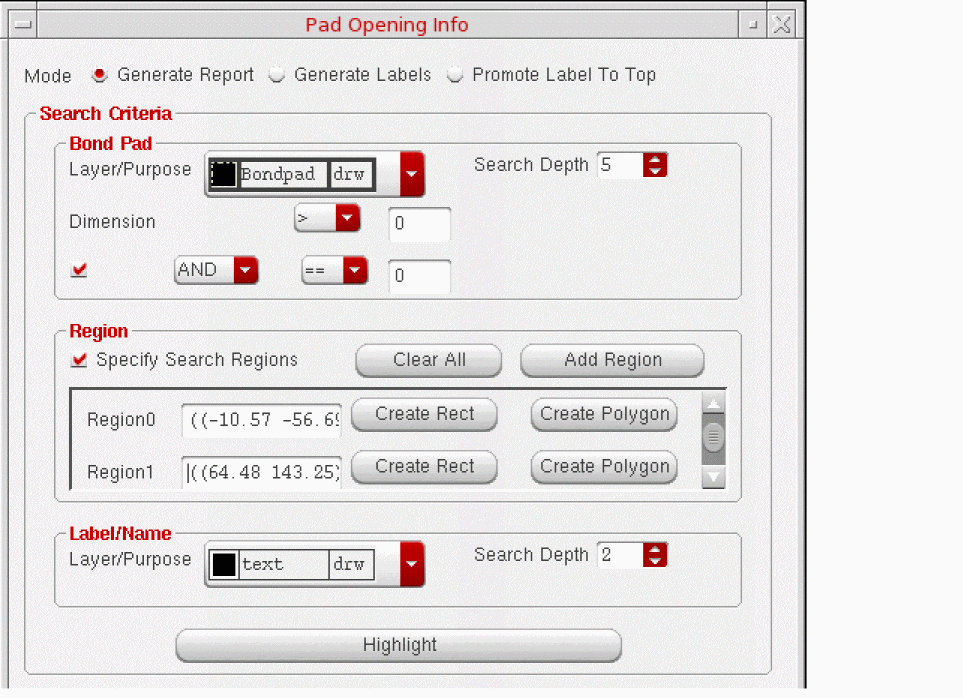 Pad Opening Info
Mode Generate Report Generate Labels Promote Label To Top
Search Criteria
Bond Pad
Layer/Purpose Bondpad drw Search Depth 5
Dimension > 0
AND == 0
Region
Specify Search Regions Clear All Add Region
Region0 ((-10.57 -56.69 Create Rect Create Polygon
Region1 ((64.48 143.25) Create Rect Create Polygon
Label/Name
Layer/Purpose text drw Search Depth 2
Highlight